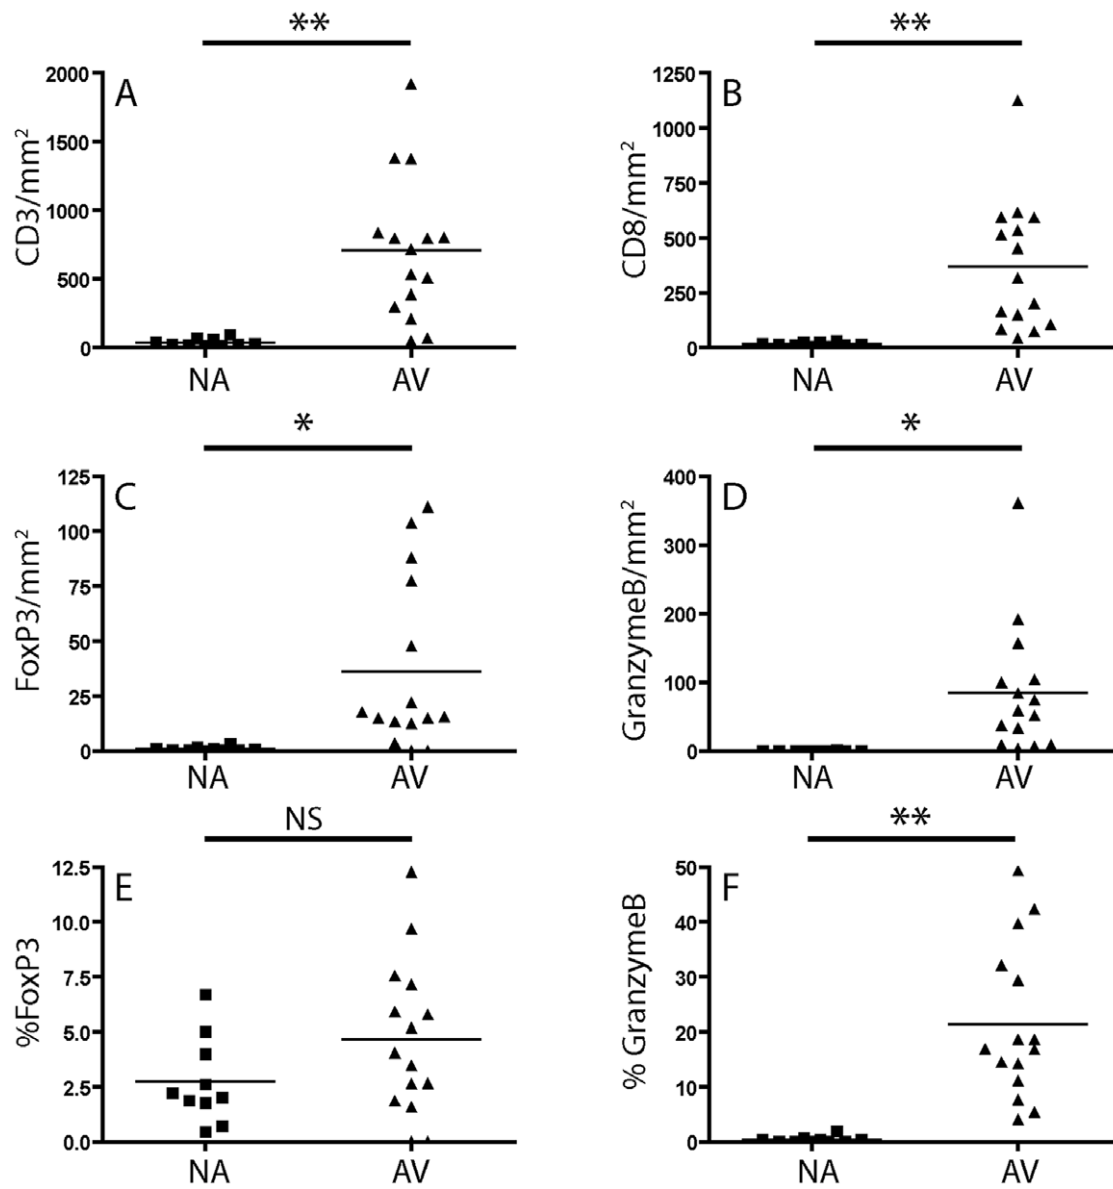 **
**
A
B
CD3/mm²
2000
1500
1000
500
0
NA
AV
CD8/mm²
1250
1000
750
500
250
0
NA
AV
*
*
C
D
FoxP3/mm²
125
100
75
50
25
0
NA
AV
GranzymeB/mm²
400
300
200
100
0
NA
AV
NS
**
E
F
%FoxP3
12.5
10.0
7.5
5.0
2.5
0.0
NA
AV
% GranzymeB
50
40
30
20
10
0
NA
AV